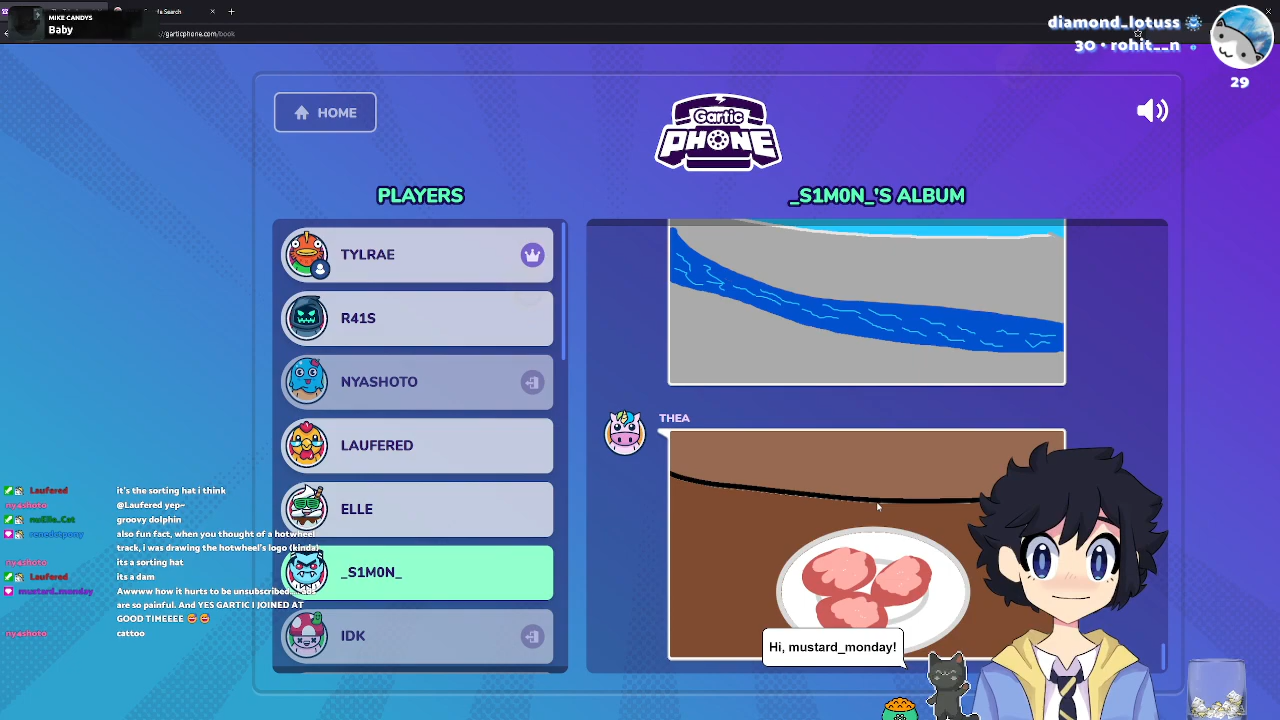 MIKE CANDYS
Baby
Search
://garticphone.com/book
diamond_lotuss
30 • rohit__n
29
HOME
Gartic
PHONE
PLAYERS
_S1M0N_'S ALBUM
TYLRAE
R41S
NYASHOTO
LAUFERED
ELLE
_S1M0N_
IDK
THEA
Laufered it's the sorting hat i think
nyashoto @Laufered yep~
groovy dolphin
also fun fact, when you thought of a hotwheel
track, i was drawing the hotwheel's logo (kinda)
nyashoto its a sorting hat
Laufered its a dam
mustard_monday Awwww how it hurts to be unsubscribed,
are so painful. And YES GARTIC I JOINED AT
GOOD TIMEEEE
nyashoto cattoo
Hi, mustard_monday!